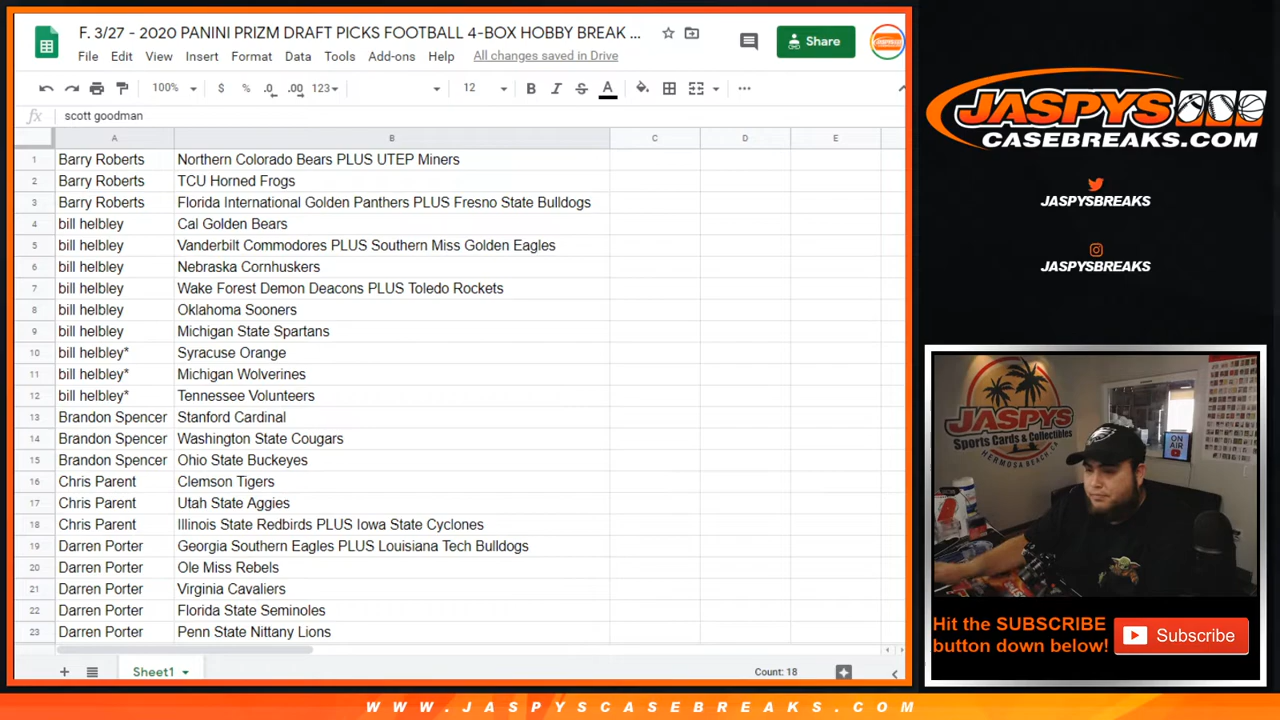 F. 3/27 - 2020 PANINI PRIZM DRAFT PICKS FOOTBALL 4-BOX HOBBY BREAK ...
Share
File Edit View Insert Format Data Tools Add-ons Help All changes saved in Drive
100% $ % .0 .00 123 12 B I S A ...
fx scott goodman
A B C D E
1 Barry Roberts Northern Colorado Bears PLUS UTEP Miners
2 Barry Roberts TCU Horned Frogs
3 Barry Roberts Florida International Golden Panthers PLUS Fresno State Bulldogs
4 bill helbley Cal Golden Bears
5 bill helbley Vanderbilt Commodores PLUS Southern Miss Golden Eagles
6 bill helbley Nebraska Cornhuskers
7 bill helbley Wake Forest Demon Deacons PLUS Toledo Rockets
8 bill helbley Oklahoma Sooners
9 bill helbley Michigan State Spartans
10 bill helbley* Syracuse Orange
11 bill helbley* Michigan Wolverines
12 bill helbley* Tennessee Volunteers
13 Brandon Spencer Stanford Cardinal
14 Brandon Spencer Washington State Cougars
15 Brandon Spencer Ohio State Buckeyes
16 Chris Parent Clemson Tigers
17 Chris Parent Utah State Aggies
18 Chris Parent Illinois State Redbirds PLUS Iowa State Cyclones
19 Darren Porter Georgia Southern Eagles PLUS Louisiana Tech Bulldogs
20 Darren Porter Ole Miss Rebels
21 Darren Porter Virginia Cavaliers
22 Darren Porter Florida State Seminoles
23 Darren Porter Penn State Nittany Lions
Sheet1 Count: 18
JASPYS
CASEBREAKS.COM
JASPYSBREAKS
JASPYSBREAKS
JASPYS
Sports Cards & Collectibles
HERMOSA BEACH, CA
ON
AIR
Hit the SUBSCRIBE
button down below!
Subscribe
WWW.JASPYSCASEBREAKS.COM